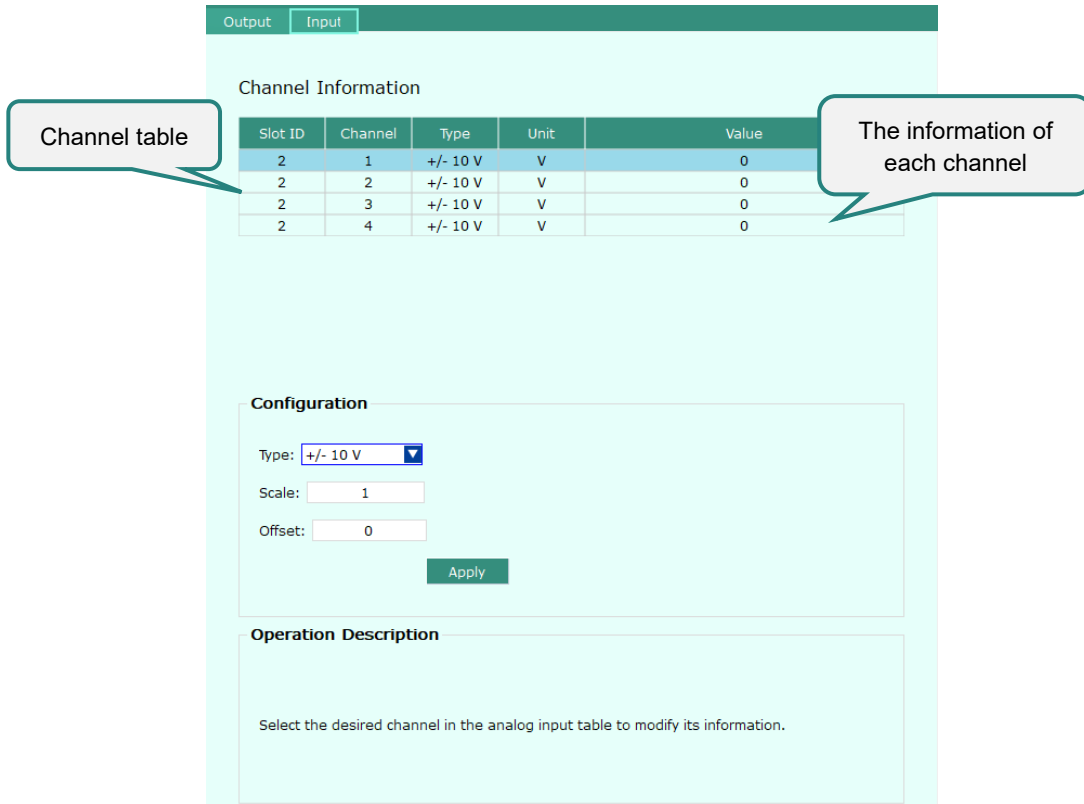 Output Input
Channel Information
Channel table
The information of
each channel
Slot ID Channel Type Unit Value
2 1 +/- 10 V V 0
2 2 +/- 10 V V 0
2 3 +/- 10 V V 0
2 4 +/- 10 V V 0
Configuration
Type: +/- 10 V
Scale: 1
Offset: 0
Apply
Operation Description
Select the desired channel in the analog input table to modify its information.